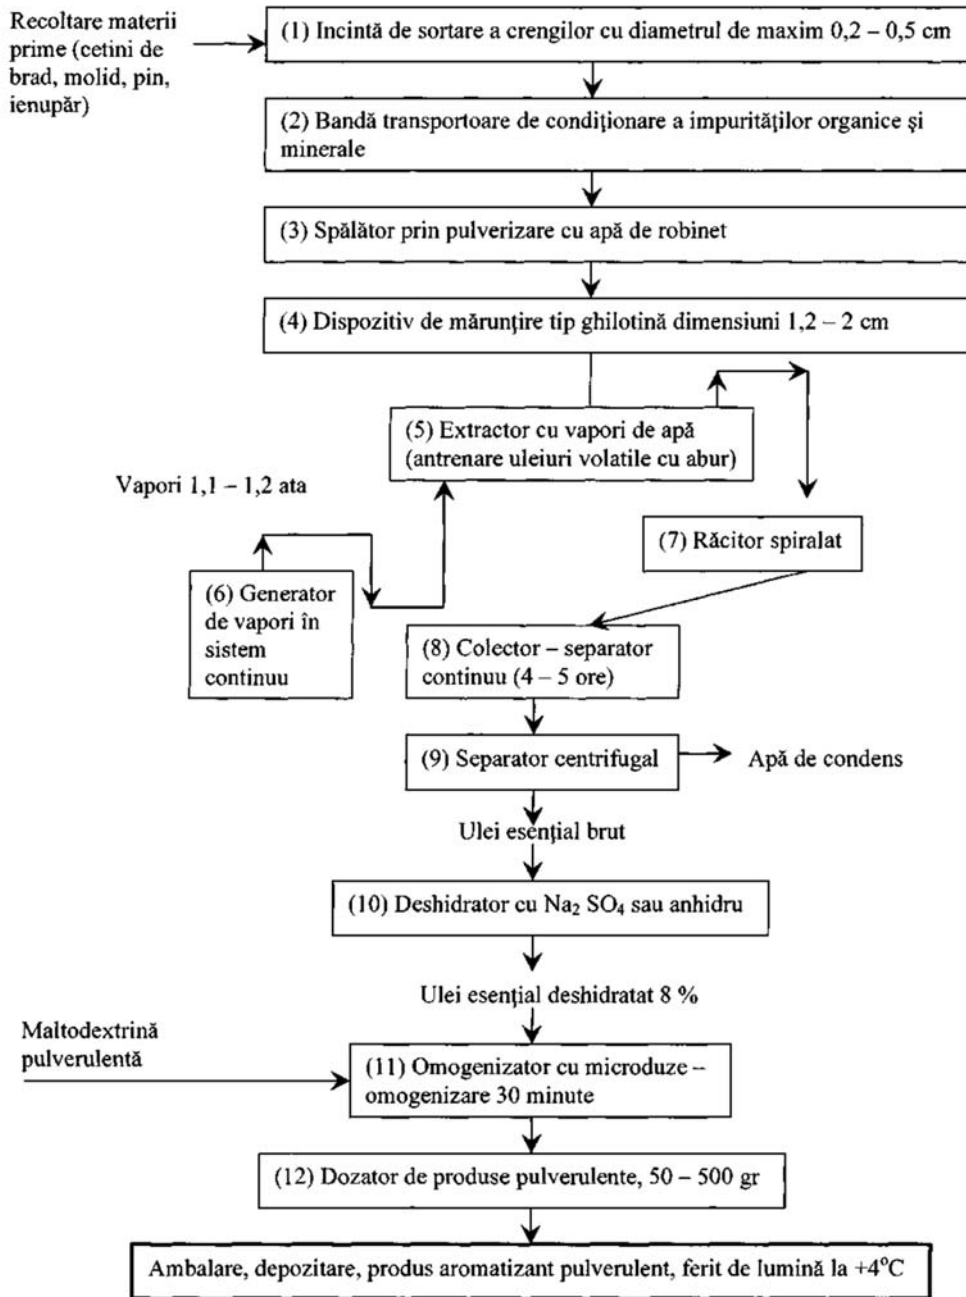 Recoltare materii
prime (cetini de
brad, molid, pin,
ienupăr)
(1) Incintă de sortare a crengilor cu diametrul de maxim 0,2 – 0,5 cm
(2) Bandă transportoare de condiționare a impurităților organice și
minerale
(3) Spălător prin pulverizare cu apă de robinet
(4) Dispozitiv de mărunțire tip ghilotină dimensiuni 1,2 – 2 cm
(5) Extractor cu vapori de apă
(antrenare uleiuri volatile cu abur)
Vapori 1,1 – 1,2 ata
(6) Generator
de vapori în
sistem
continuu
(7) Răcitor spiralat
(8) Colector – separator
continuu (4 – 5 ore)
(9) Separator centrifugal
Apă de condens
Ulei esențial brut
(10) Deshidrator cu Na₂ SO₄ sau anhidru
Ulei esențial deshidratat 8 %
Maltodextrină
pulverulentă
(11) Omogenizator cu microduze –
omogenizare 30 minute
(12) Dozator de produse pulverulente, 50 – 500 gr
Ambalare, depozitare, produs aromatizant pulverulent, ferit de lumină la +4°C